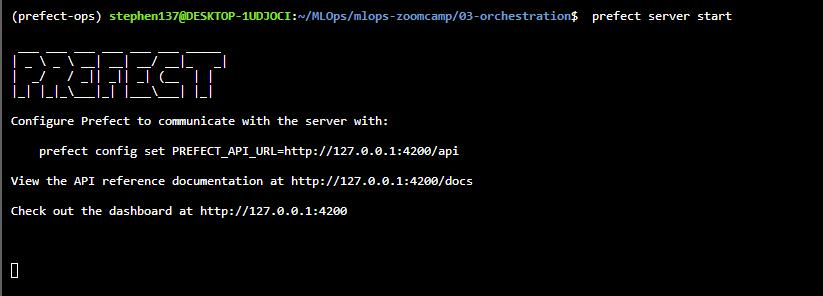 (prefect-ops) stephen137@DESKTOP-1UDJOCI:~/MLOps/mlops-zoomcamp/03-orchestration$  prefect server start
PREFECT
Configure Prefect to communicate with the server with:
prefect config set PREFECT_API_URL=http://127.0.0.1:4200/api
View the API reference documentation at http://127.0.0.1:4200/docs
Check out the dashboard at http://127.0.0.1:4200